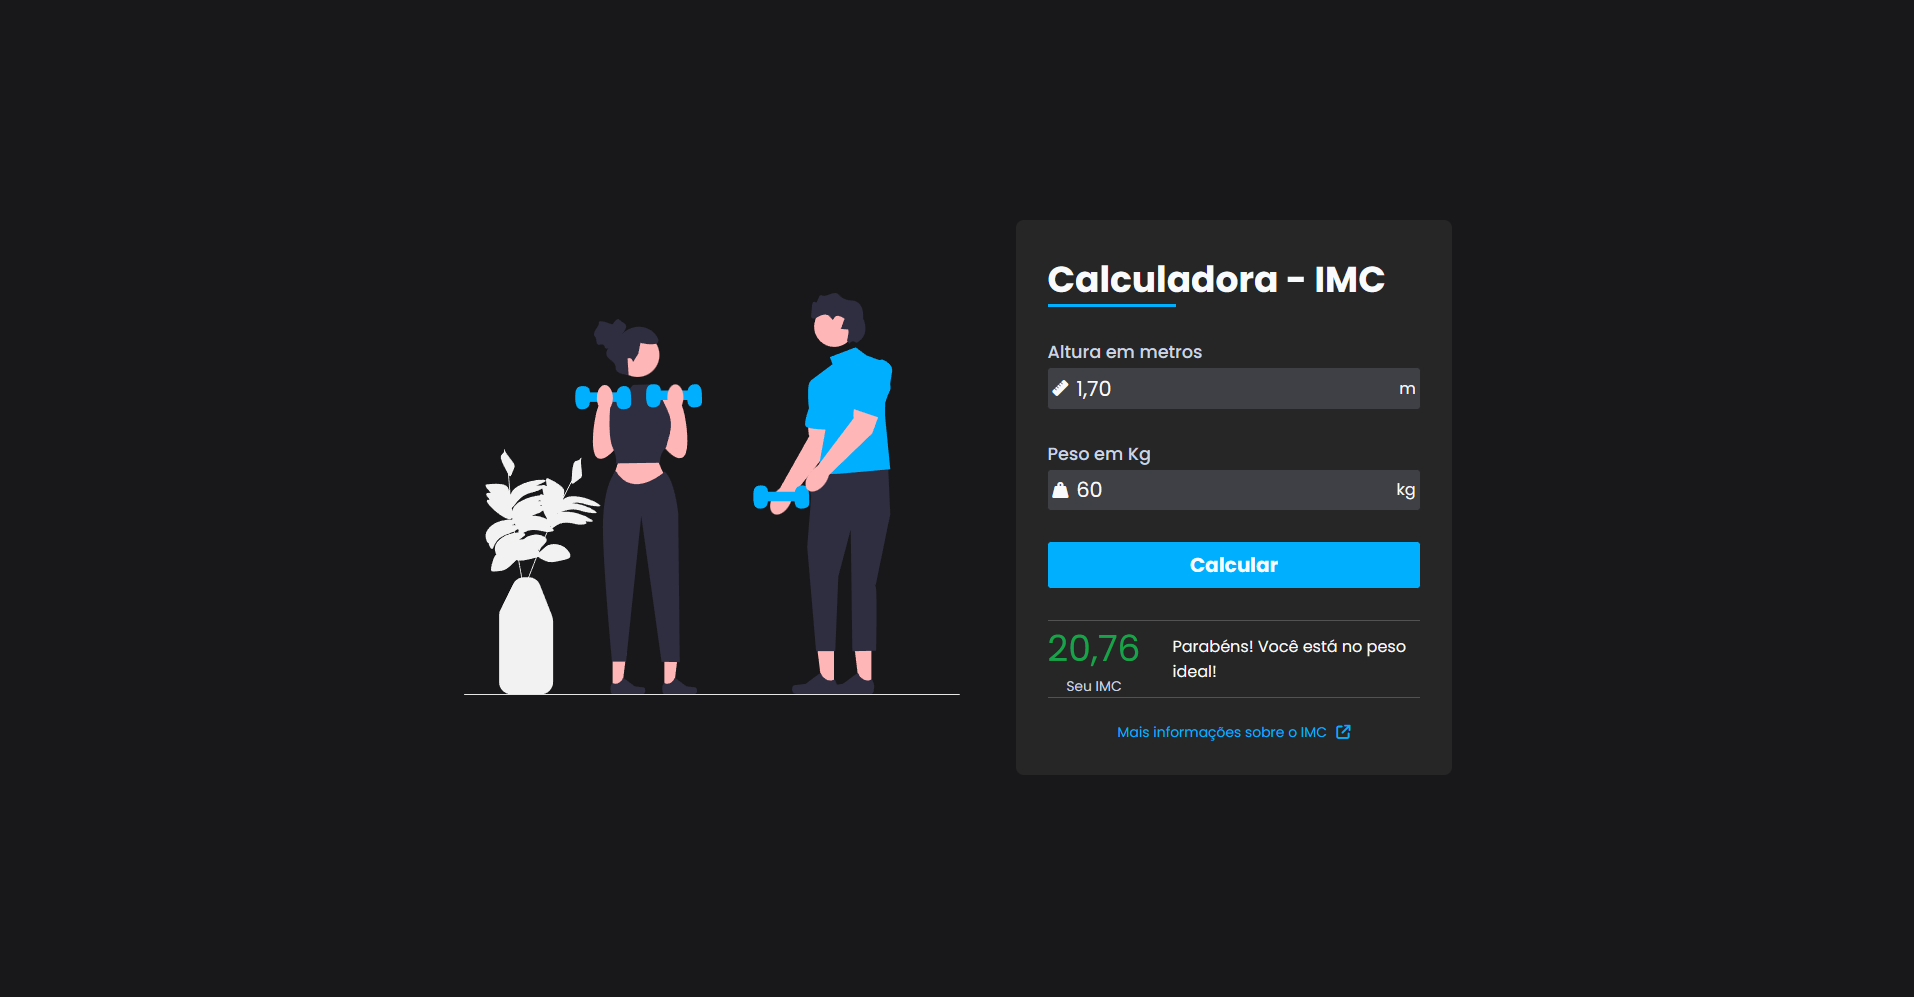 Calculadora - IMC
Altura em metros
1,70 m
Peso em Kg
60 kg
Calcular
20,76
Seu IMC
Parabéns! Você está no peso
ideal!
Mais informações sobre o IMC